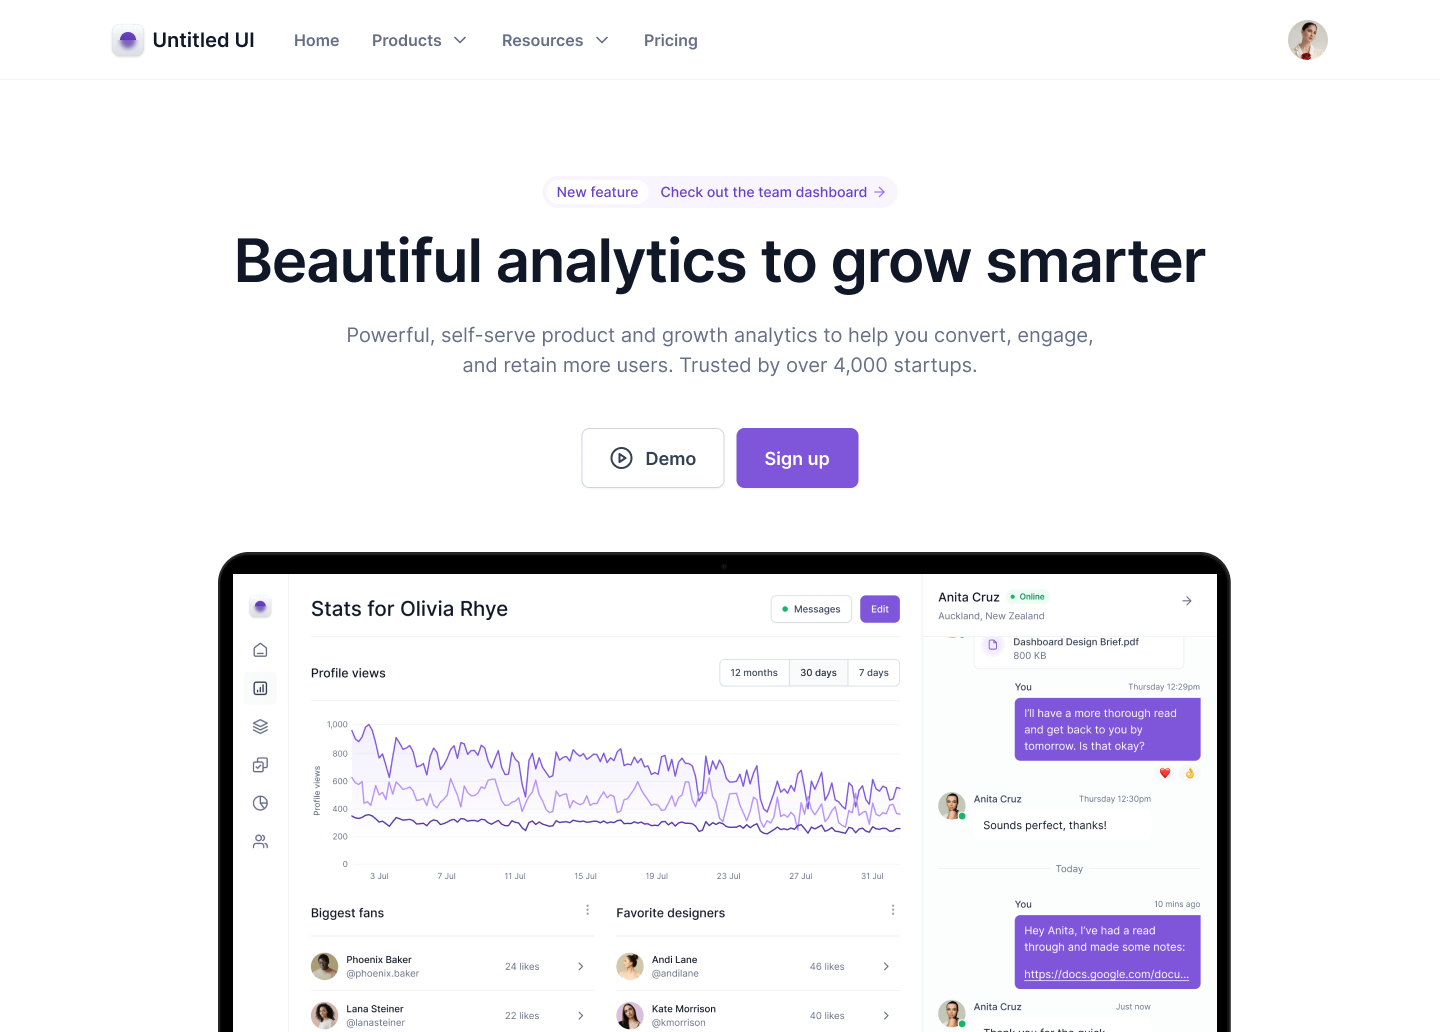 Untitled UI
Home
Products
Resources
Pricing
New feature
Check out the team dashboard
Beautiful analytics to grow smarter
Powerful, self-serve product and growth analytics to help you convert, engage,
and retain more users. Trusted by over 4,000 startups.
Demo
Sign up
Stats for Olivia Rhye
Messages
Edit
Profile views
12 months
30 days
7 days
Profile views
1,000
800
600
400
200
0
3 Jul
7 Jul
11 Jul
15 Jul
19 Jul
23 Jul
27 Jul
31 Jul
Biggest fans
Phoenix Baker
@phoenix.baker
24 likes
Lana Steiner
@lanasteiner
22 likes
Favorite designers
Andi Lane
@andilane
46 likes
Kate Morrison
@kmorrison
40 likes
Anita Cruz
Online
Auckland, New Zealand
Dashboard Design Brief.pdf
800 KB
You
Thursday 12:29pm
I'll have a more thorough read
and get back to you by
tomorrow. Is that okay?
Anita Cruz
Thursday 12:30pm
Sounds perfect, thanks!
Today
You
10 mins ago
Hey Anita, I've had a read
through and made some notes:
https://docs.google.com/docu...
Anita Cruz
Just now
Thank you for the quick